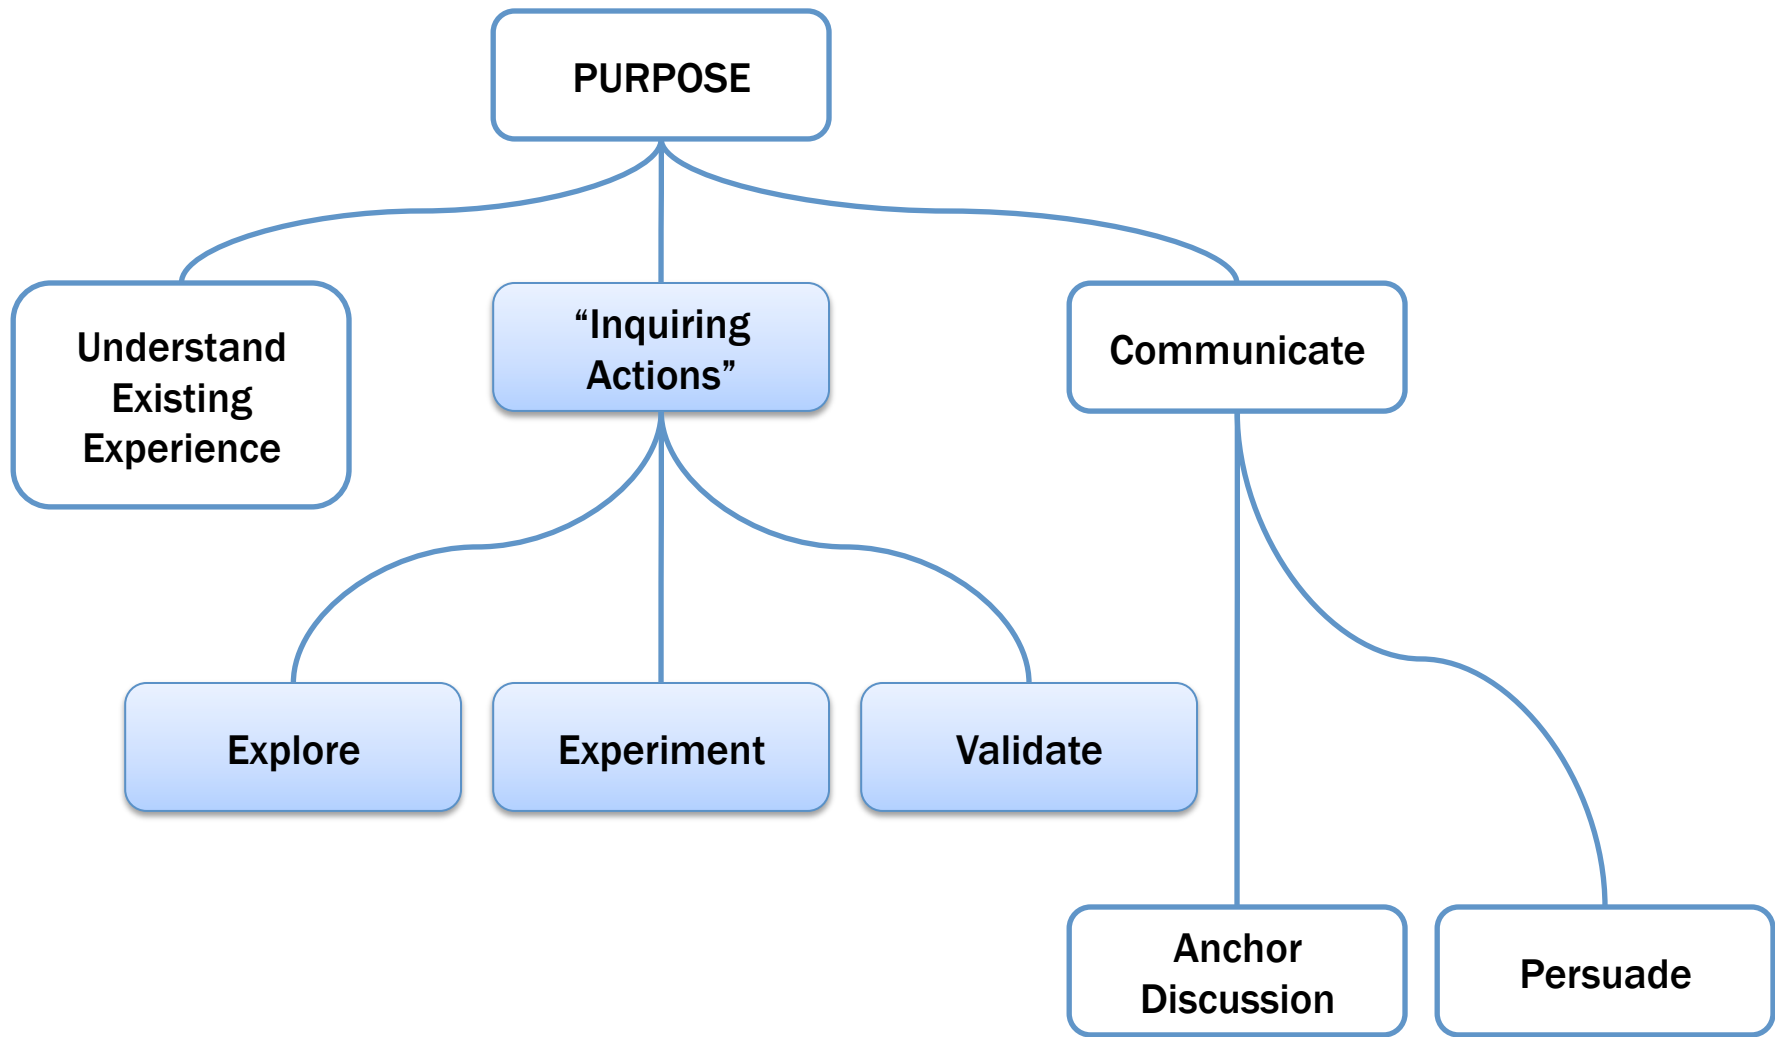 PURPOSE
Understand
Existing
Experience
“Inquiring
Actions”
Communicate
Explore
Experiment
Validate
Anchor
Discussion
Persuade